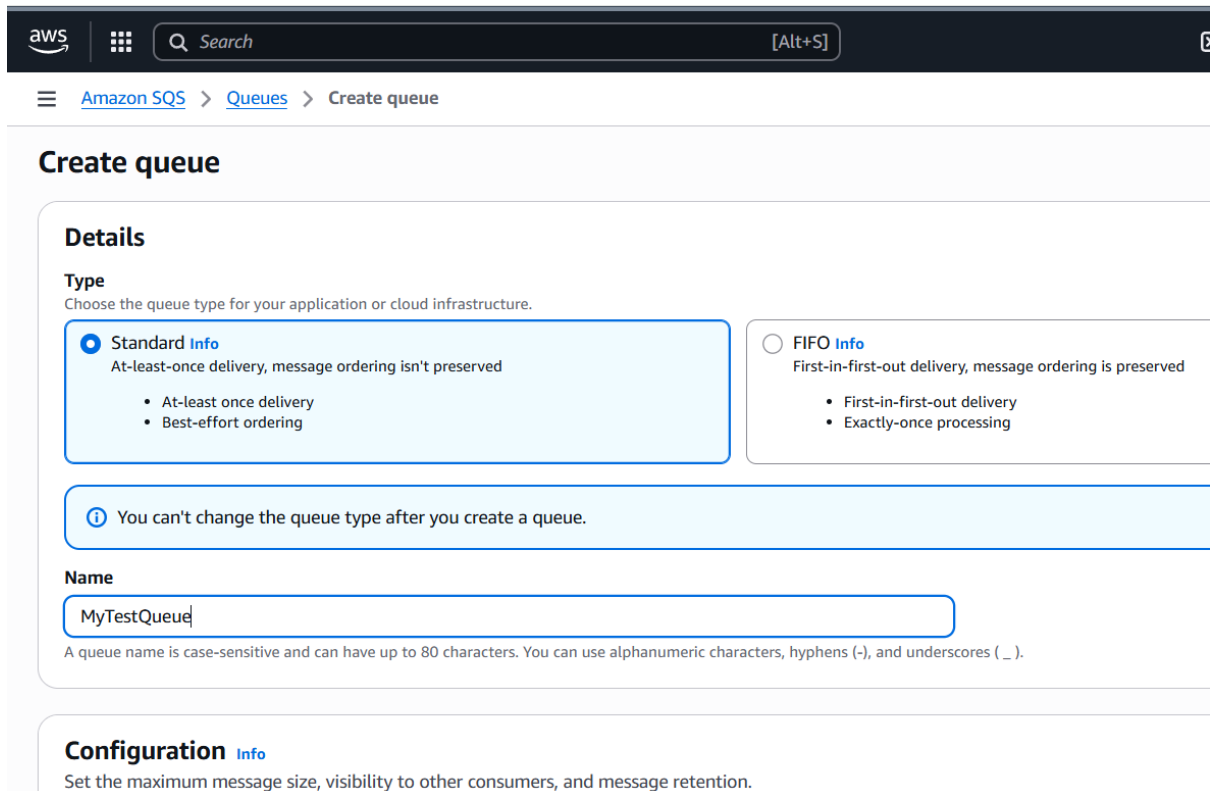 aws
Search [Alt+S]
Amazon SQS > Queues > Create queue
Create queue
Details
Type
Choose the queue type for your application or cloud infrastructure.
Standard Info
At-least-once delivery, message ordering isn't preserved
• At-least once delivery
• Best-effort ordering
FIFO Info
First-in-first-out delivery, message ordering is preserved
• First-in-first-out delivery
• Exactly-once processing
You can't change the queue type after you create a queue.
Name
MyTestQueue
A queue name is case-sensitive and can have up to 80 characters. You can use alphanumeric characters, hyphens (-), and underscores ( _ ).
Configuration Info
Set the maximum message size, visibility to other consumers, and message retention.